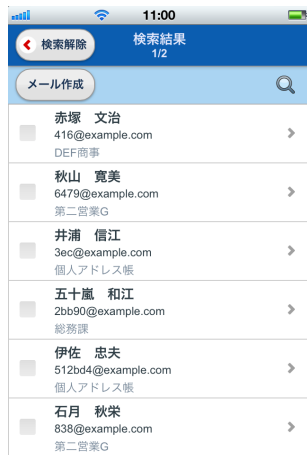 11:00
検索解除
検索結果
1/2
メール作成
赤塚　文治
416@example.com
DEF商事
秋山　寛美
6479@example.com
第二営業G
井浦　信江
3ec@example.com
個人アドレス帳
五十嵐　和江
2bb90@example.com
総務課
伊佐　忠夫
512bd4@example.com
個人アドレス帳
石月　秋栄
838@example.com
第二営業G